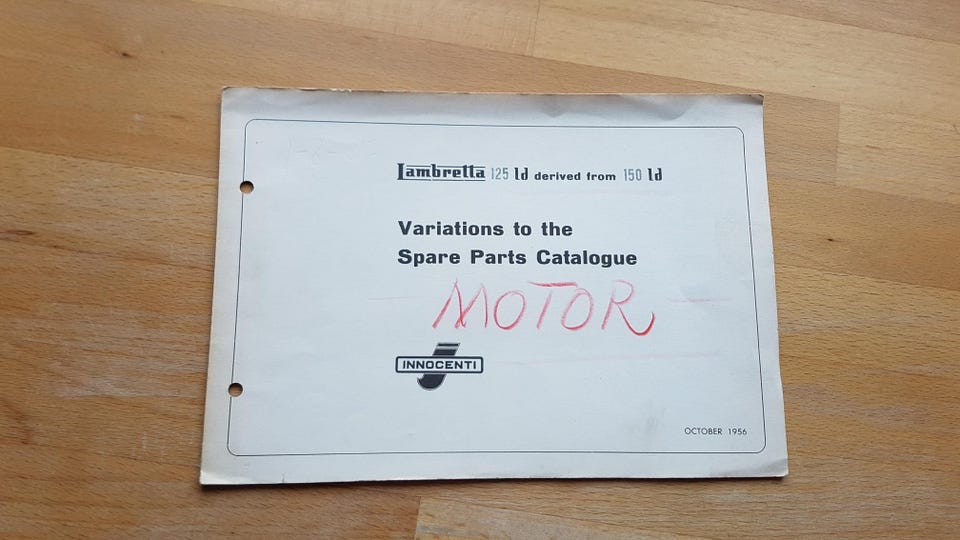 Lambretta 125 ld derived from 150 ld
Variations to the
Spare Parts Catalogue
MOTOR
INNOCENTI
OCTOBER 1956